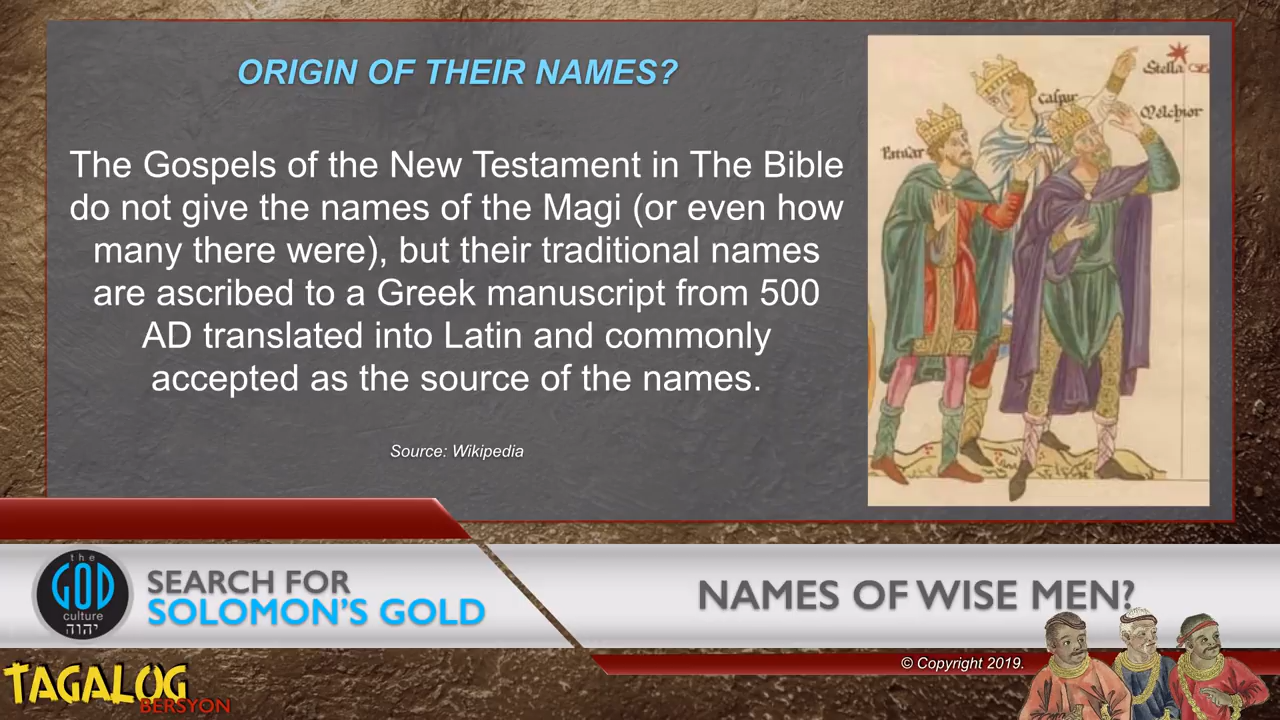 ORIGIN OF THEIR NAMES?
The Gospels of the New Testament in The Bible
do not give the names of the Magi (or even how
many there were), but their traditional names
are ascribed to a Greek manuscript from 500
AD translated into Latin and commonly
accepted as the source of the names.
Source: Wikipedia
Stella
Caspar
Melchior
the
GOD
culture
יהוה
SEARCH FOR
SOLOMON'S GOLD
NAMES OF WISE MEN?
© Copyright 2019.
TAGALOG
BERSYON